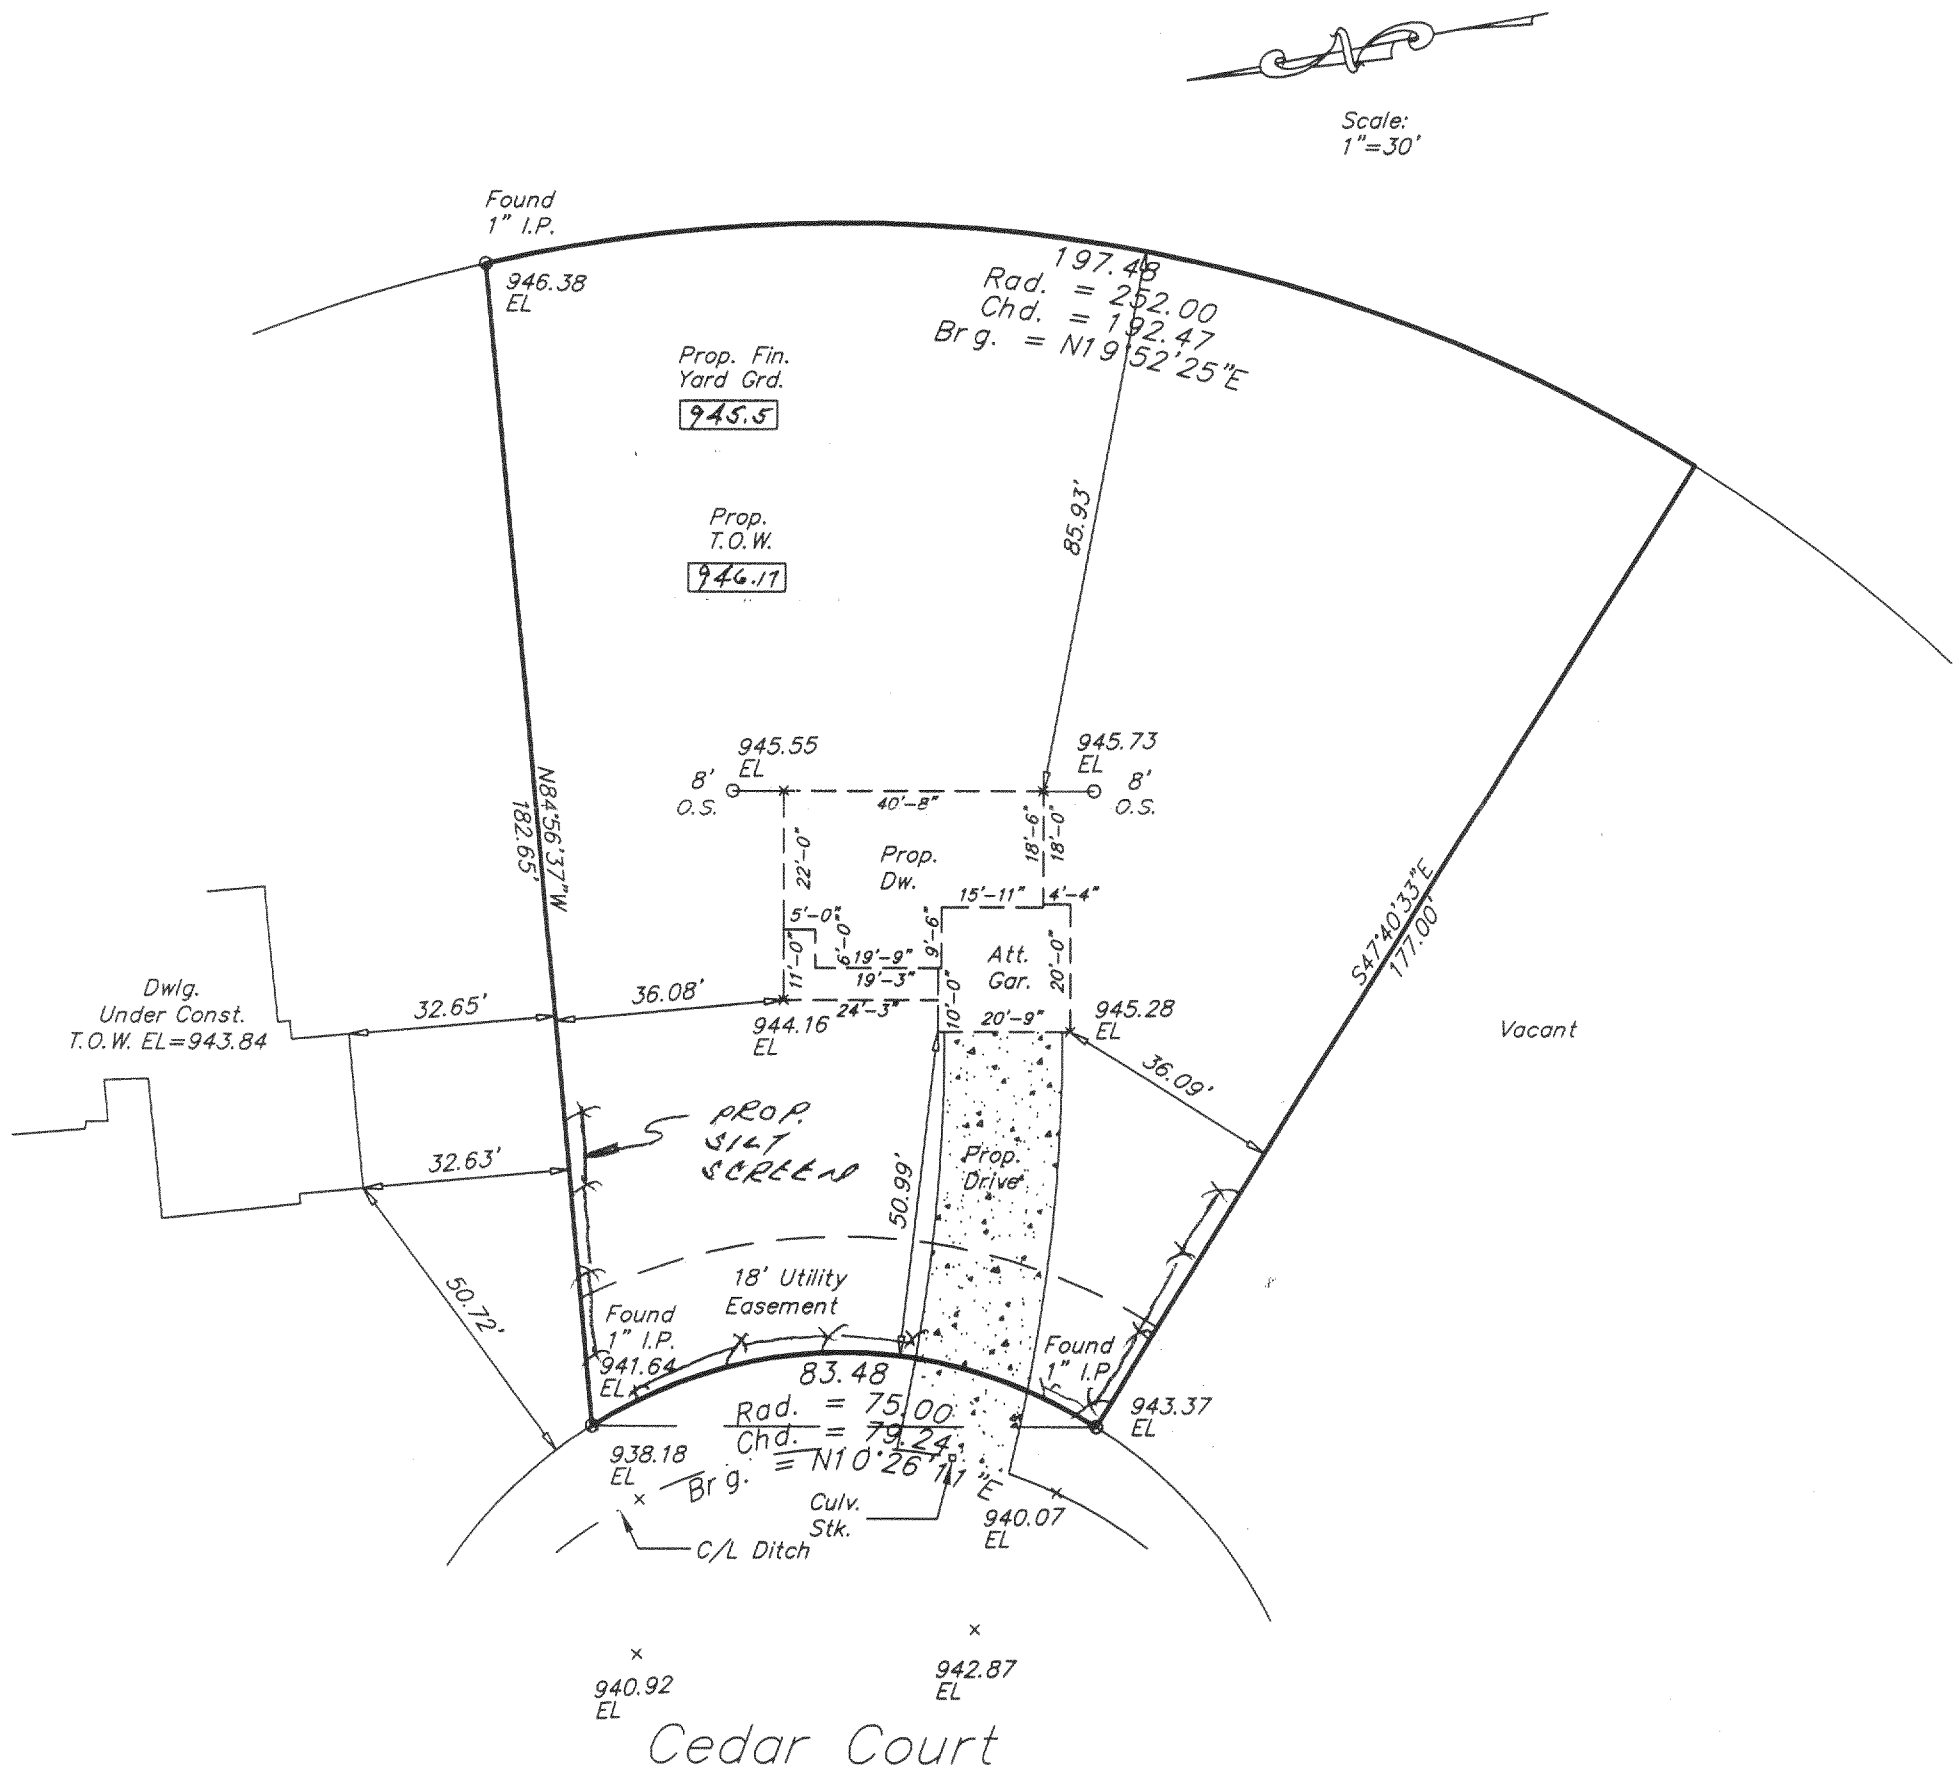 N
Scale:
1"=30'
Found
1" I.P.
946.38
EL
197.48
Rad. = 252.00
Chd. = 192.47
Brg. = N19°52'25"E
Prop. Fin.
Yard Grd.
945.5
Prop.
T.O.W.
946.17
85.93'
945.55
EL
8'
O.S.
945.73
EL
8'
O.S.
40'-8"
N84°56'37"W
182.65'
22'-0"
18'-6"
18'-0"
Prop.
Dw.
15'-11"
4'-4"
5'-0"
6'-0"
9'-6"
11'-0"
19'-9"
19'-3"
24'-3"
10'-0"
Att.
Gar.
20'-0"
20'-9"
S47°40'33"E
177.00'
Dwlg.
Under Const.
T.O.W. EL=943.84
32.65'
36.08'
944.16
EL
945.28
EL
Vacant
36.09'
PROP.
SILT
SCREEN
32.63'
50.99'
Prop.
Drive
50.72'
18' Utility
Easement
Found
1" I.P.
941.64
EL
Found
1" I.P
943.37
EL
83.48
Rad. = 75.00
Chd. = 79.24
Brg. = N10°26'11"E
938.18
EL
Culv.
Stk.
940.07
EL
C/L Ditch
940.92
EL
942.87
EL
Cedar Court